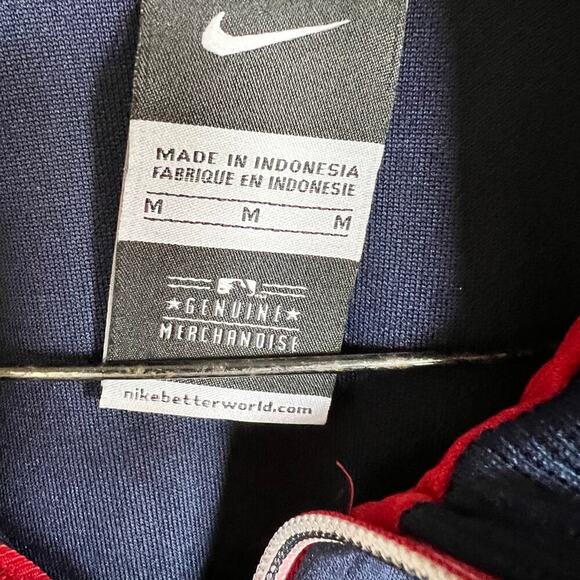 MADE IN INDONESIA
FABRIQUE EN INDONESIE
M M M
GENUINE
MERCHANDISE
nikebetterworld.com